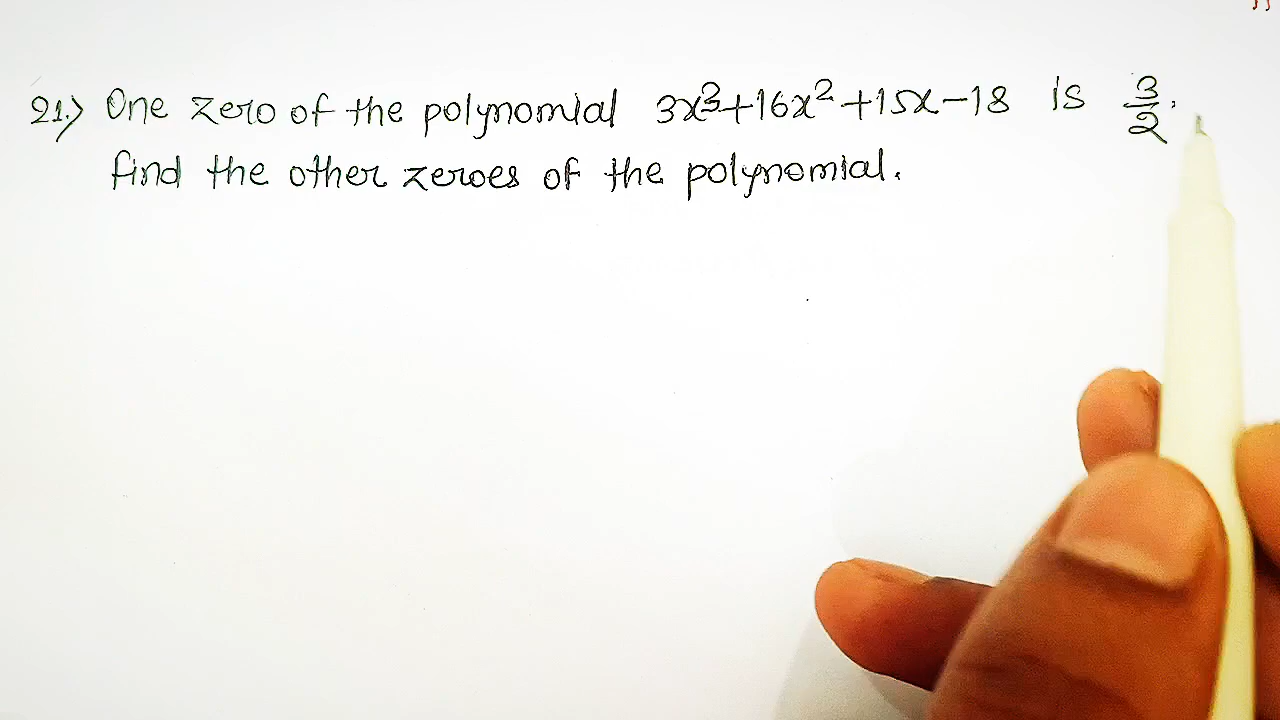 21.) One zero of the polynomial 3x³+16x²+15x-18 is 3/2.
find the other zeroes of the polynomial.